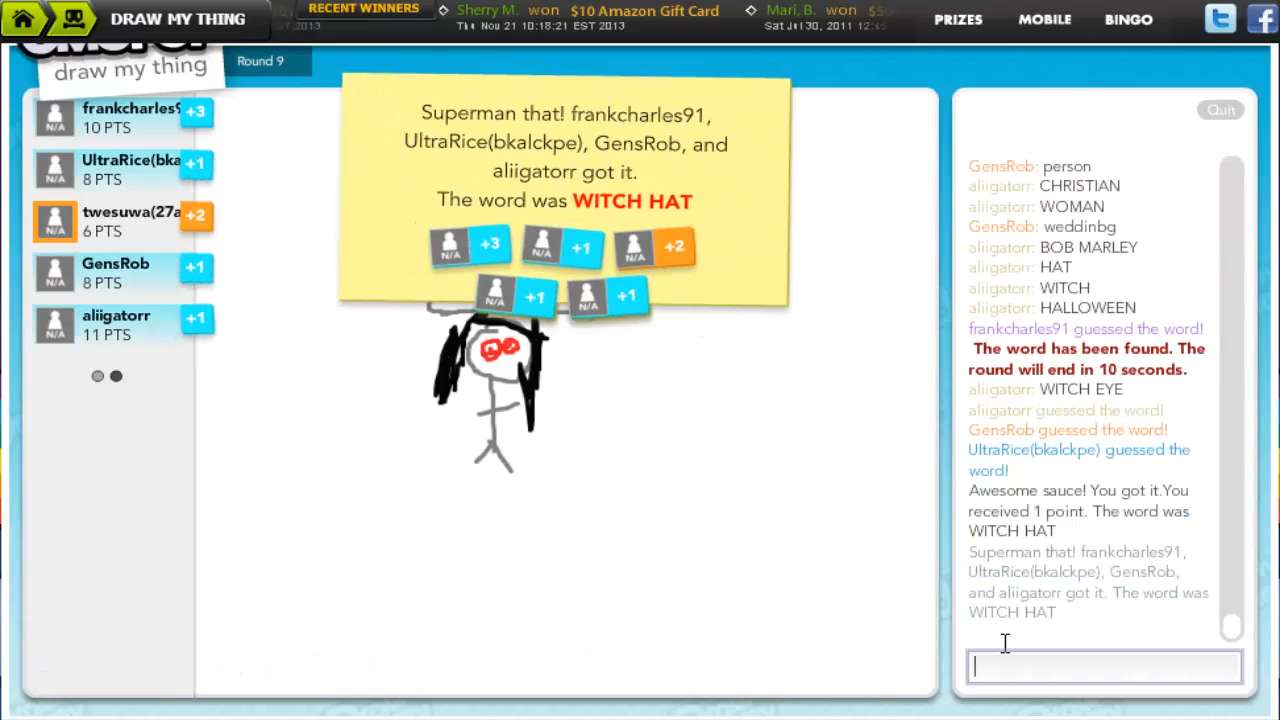 DRAW MY THING
RECENT WINNERS
EST 2013
Sherry M. won $10 Amazon Gift Card
Thu Nov 21 10:18:21 EST 2013
Mari, B. won
Sat Jul 30, 2011
PRIZES
MOBILE
BINGO
draw my thing
Round 9
frankcharles9
10 PTS
+3
UltraRice(bka
8 PTS
+1
twesuwa(27a
6 PTS
+2
GensRob
8 PTS
+1
aliigatorr
11 PTS
+1
N/A
N/A
N/A
N/A
N/A
Superman that! frankcharles91,
UltraRice(bkalckpe), GensRob, and
aliigatorr got it.
The word was WITCH HAT
N/A +3
N/A +1
N/A +2
N/A +1
N/A +1
Quit
GensRob: person
aliigatorr: CHRISTIAN
aliigatorr: WOMAN
GensRob: weddinbg
aliigatorr: BOB MARLEY
aliigatorr: HAT
aliigatorr: WITCH
aliigatorr: HALLOWEEN
frankcharles91 guessed the word!
The word has been found. The
round will end in 10 seconds.
aliigatorr: WITCH EYE
aliigatorr guessed the word!
GensRob guessed the word!
UltraRice(bkalckpe) guessed the
word!
Awesome sauce! You got it.You
received 1 point. The word was
WITCH HAT
Superman that! frankcharles91,
UltraRice(bkalckpe), GensRob,
and aliigatorr got it. The word was
WITCH HAT